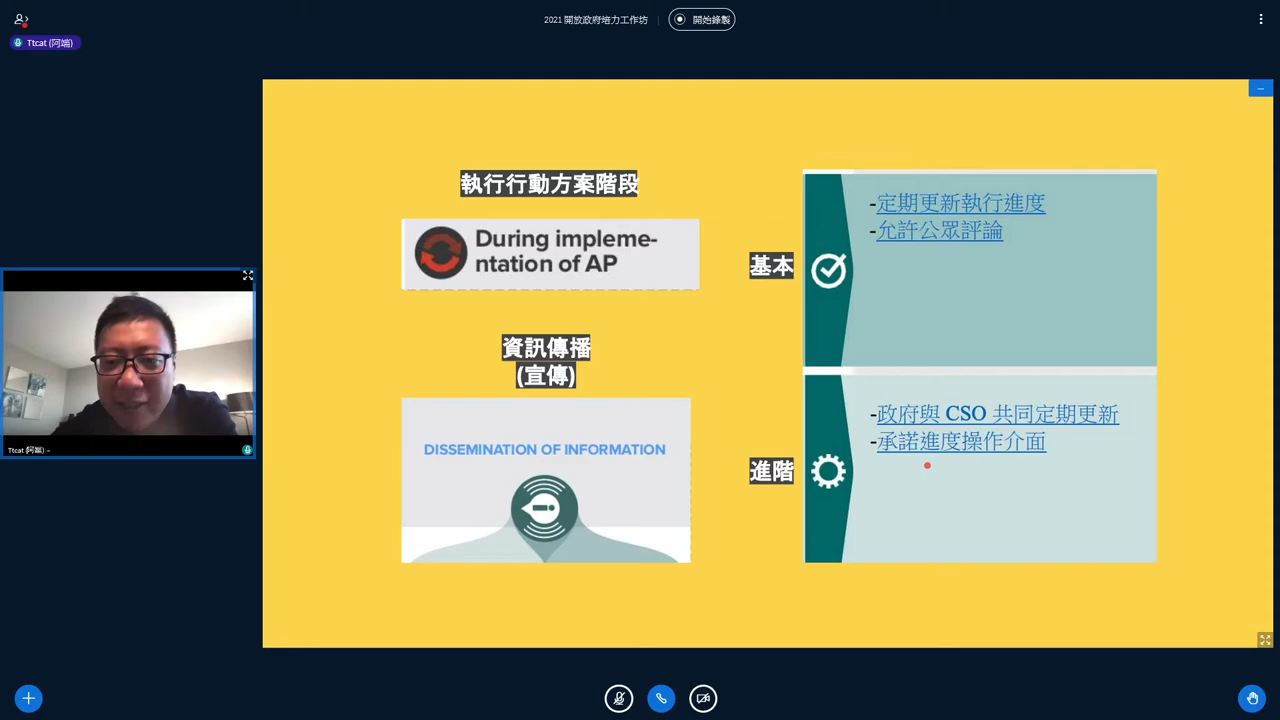 2021 開放政府培力工作坊
開始錄製
Ttcat (阿端)
執行行動方案階段
During impleme-
ntation of AP
資訊傳播
(宣傳)
DISSEMINATION OF INFORMATION
基本
-定期更新執行進度
-允許公眾評論
進階
-政府與 CSO 共同定期更新
-承諾進度操作介面
Ttcat (阿端)